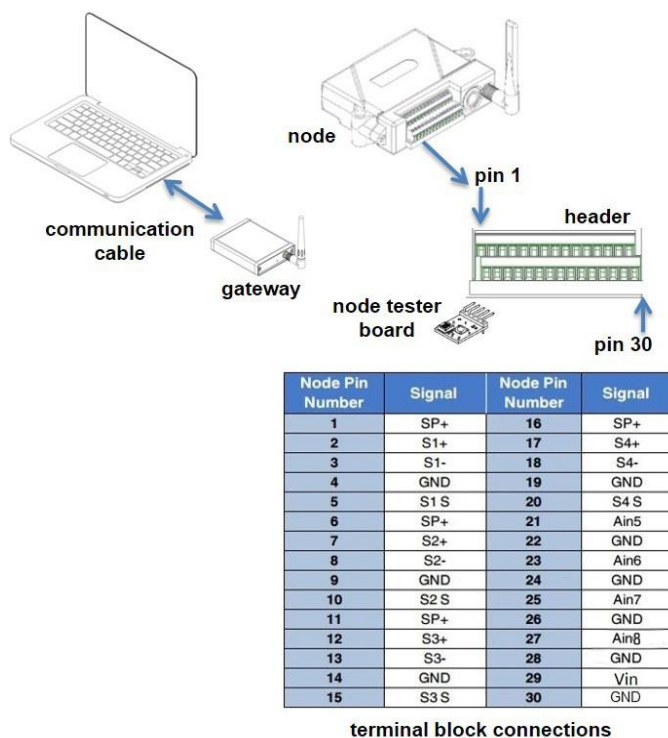 node
pin 1
communication
cable
header
gateway
node tester
board
pin 30
Node Pin Number Signal Node Pin Number Signal
1 SP+ 16 SP+
2 S1+ 17 S4+
3 S1- 18 S4-
4 GND 19 GND
5 S1 S 20 S4 S
6 SP+ 21 Ain5
7 S2+ 22 GND
8 S2- 23 Ain6
9 GND 24 GND
10 S2 S 25 Ain7
11 SP+ 26 GND
12 S3+ 27 Ain8
13 S3- 28 GND
14 GND 29 Vin
15 S3 S 30 GND
terminal block connections